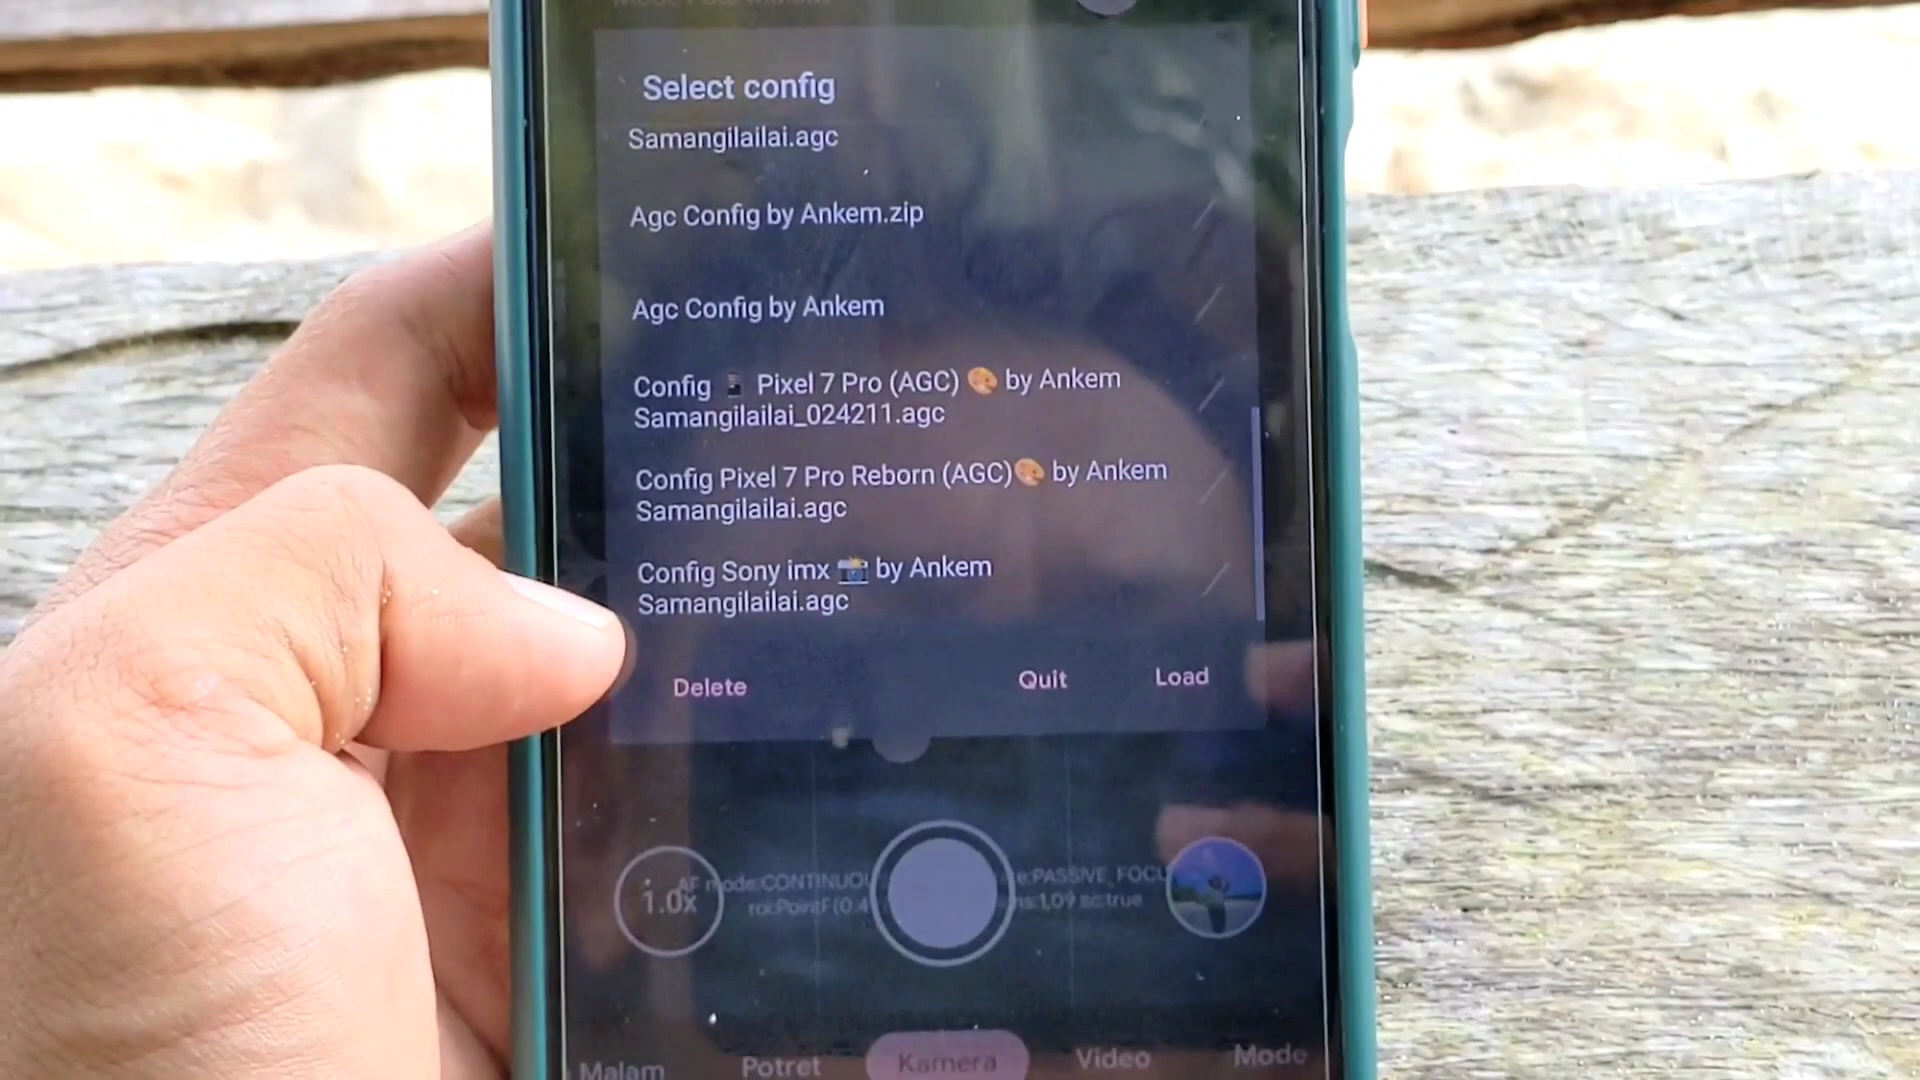 Select config
Samangilailai.agc
Agc Config by Ankem.zip
Agc Config by Ankem
Config 📱 Pixel 7 Pro (AGC) 🎨 by Ankem
Samangilailai_024211.agc
Config Pixel 7 Pro Reborn (AGC)🎨 by Ankem
Samangilailai.agc
Config Sony imx 📸 by Ankem
Samangilailai.agc
Delete Quit Load
AF mode:CONTINUOU e:PASSIVE_FOCU
1.0x roi:PointF(0.4 ns:1,09 sc:true
Malam Potret Kamera Video Mode